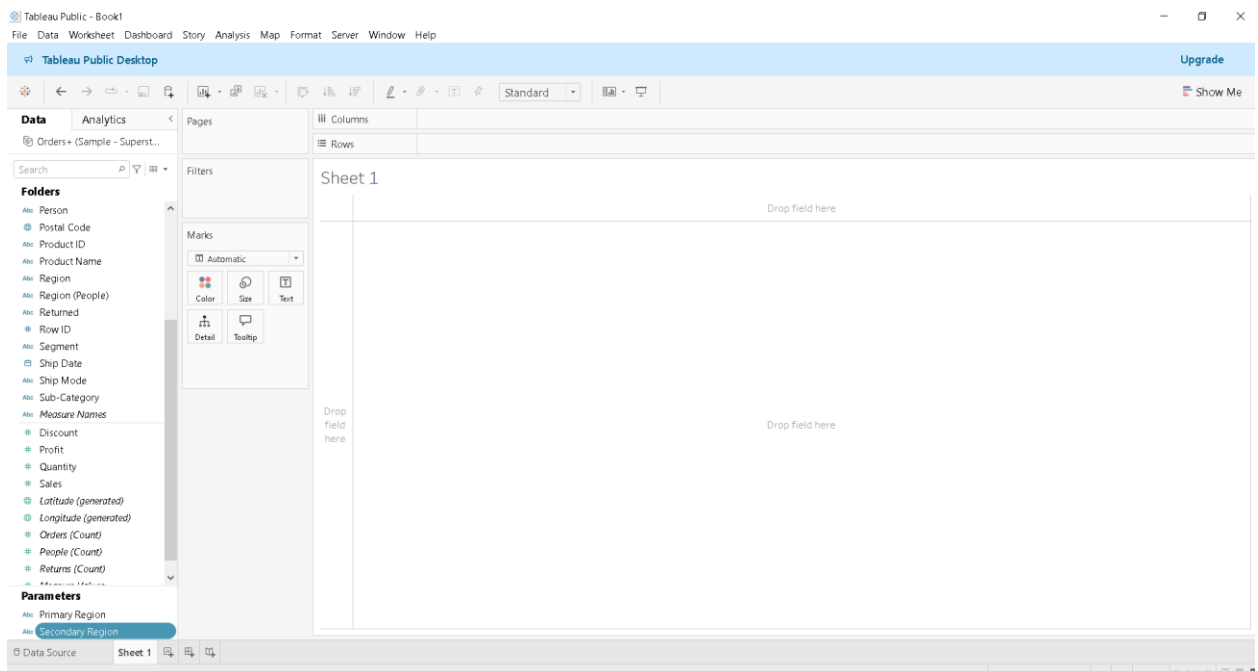 Tableau Public - Book1
File Data Worksheet Dashboard Story Analysis Map Format Server Window Help
Tableau Public Desktop Upgrade
Standard Show Me
Data Analytics Pages Columns
Orders+ (Sample - Superst... Rows
Search Filters Sheet 1
Folders
Abc Person Drop field here
Postal Code
Abc Product ID Marks
Abc Product Name Automatic
Abc Region
Abc Region (People) Color Size Text
Abc Returned
# Row ID Detail Tooltip
Abc Segment
Ship Date
Abc Ship Mode
Abc Sub-Category
Abc Measure Names
# Discount
# Profit
# Quantity
# Sales
Latitude (generated)
Longitude (generated)
# Orders (Count)
# People (Count)
# Returns (Count)
Drop
field
here
Drop field here
Parameters
Abc Primary Region
Abc Secondary Region
Data Source Sheet 1